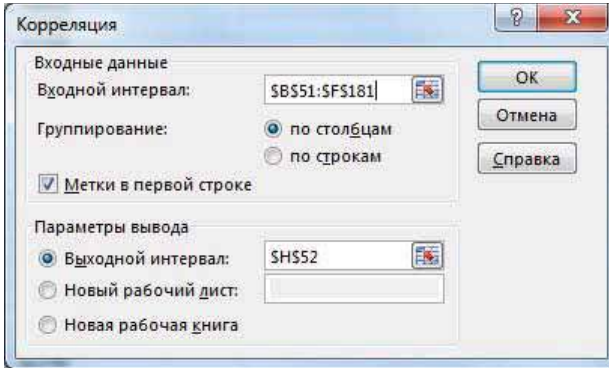 Корреляция
Входные данные
Входной интервал: $B$51:$F$181
Группирование: по столбцам
по строкам
Метки в первой строке
Параметры вывода
Выходной интервал: $H$52
Новый рабочий лист:
Новая рабочая книга
ОК
Отмена
Справка